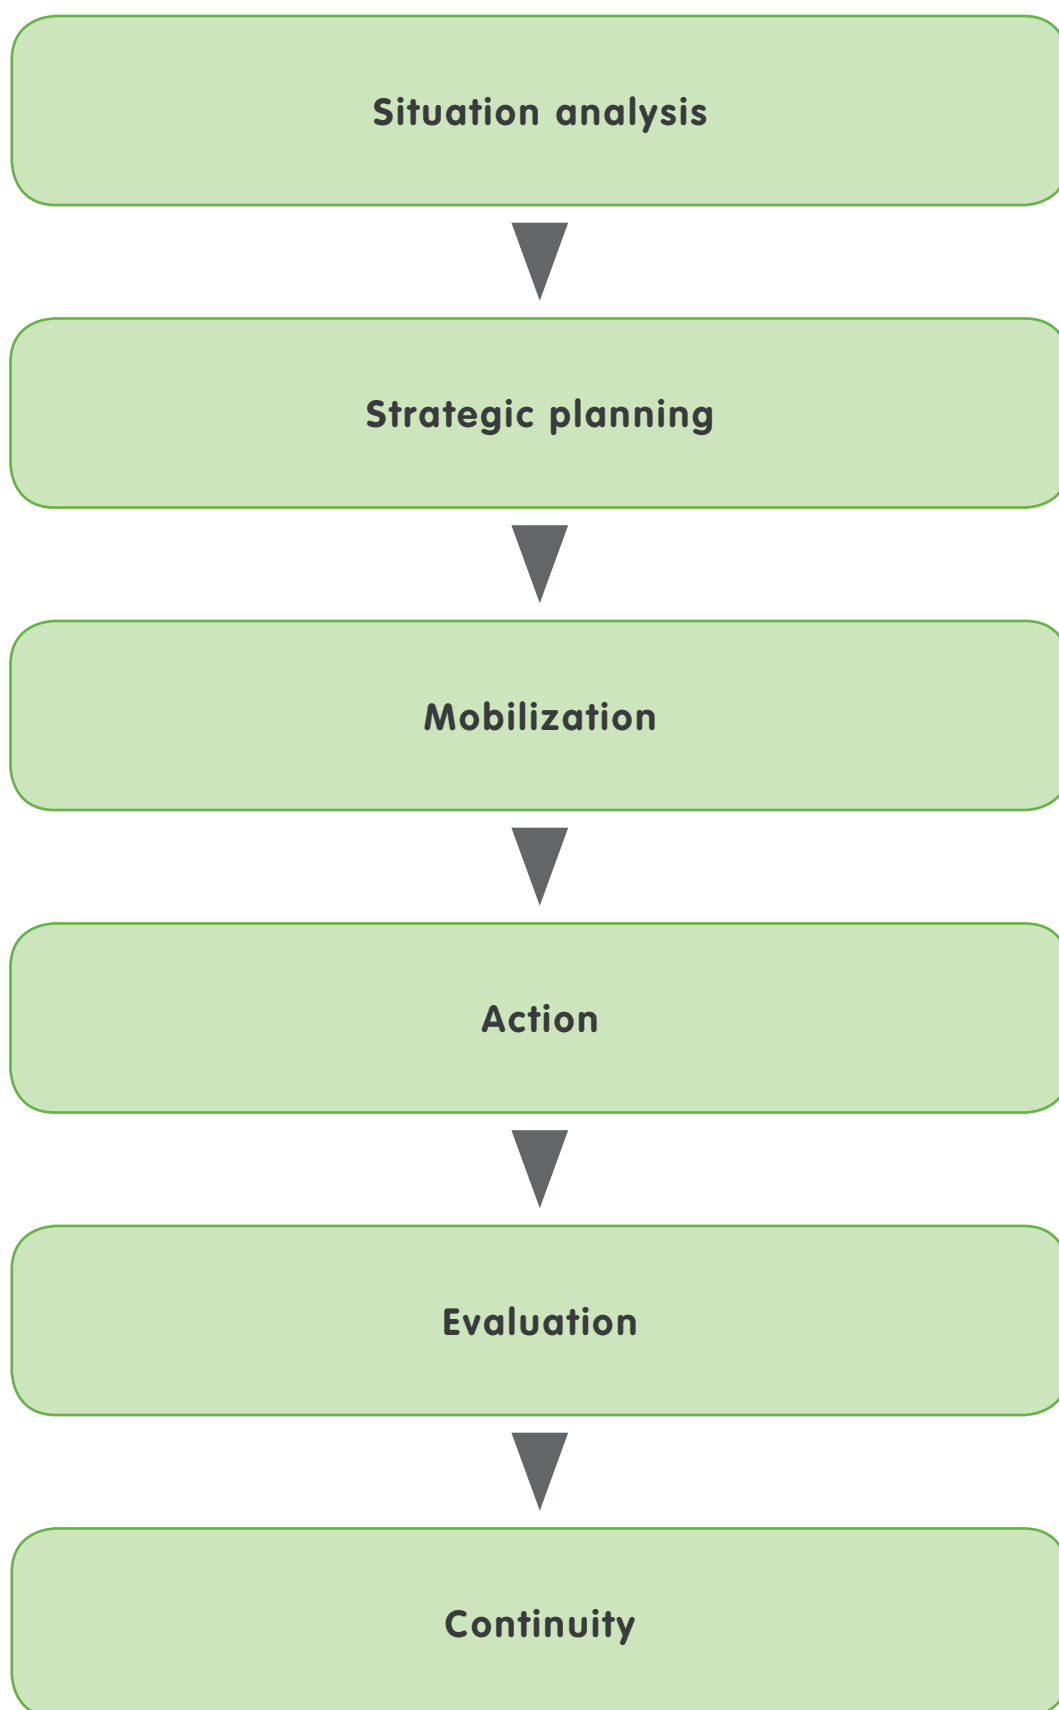 Situation analysis
Strategic planning
Mobilization
Action
Evaluation
Continuity